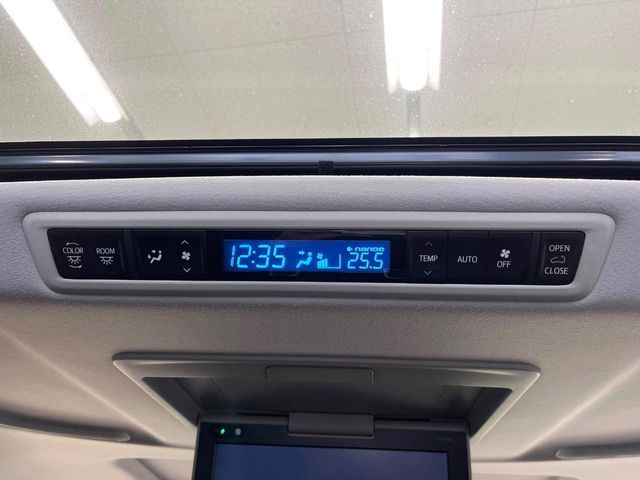 COLOR
ROOM
12:35
nanoe
25.5
TEMP
AUTO
OFF
OPEN
CLOSE